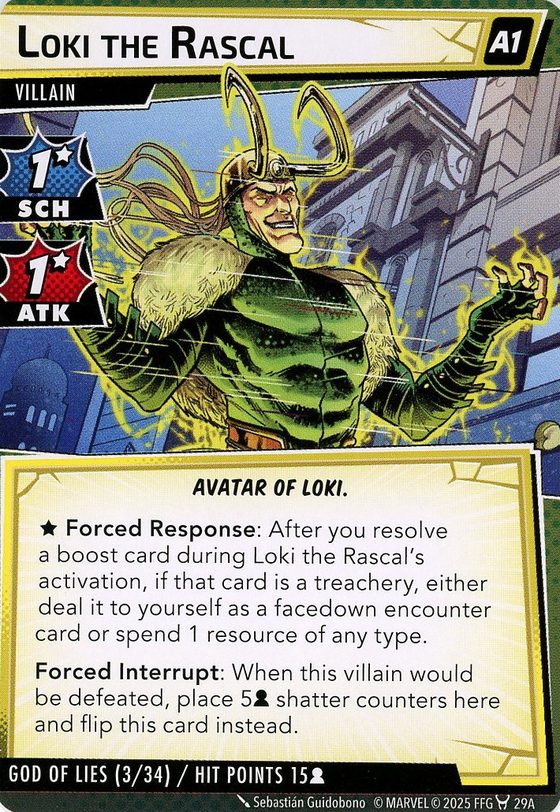 LOKI THE RASCAL
A1
VILLAIN
1★
SCH
1★
ATK
AVATAR OF LOKI.
★ Forced Response: After you resolve
a boost card during Loki the Rascal's
activation, if that card is a treachery, either
deal it to yourself as a facedown encounter
card or spend 1 resource of any type.
Forced Interrupt: When this villain would
be defeated, place 5 shatter counters here
and flip this card instead.
GOD OF LIES (3/34) / HIT POINTS 15
Sebastián Guidobono © MARVEL © 2025 FFG 29A